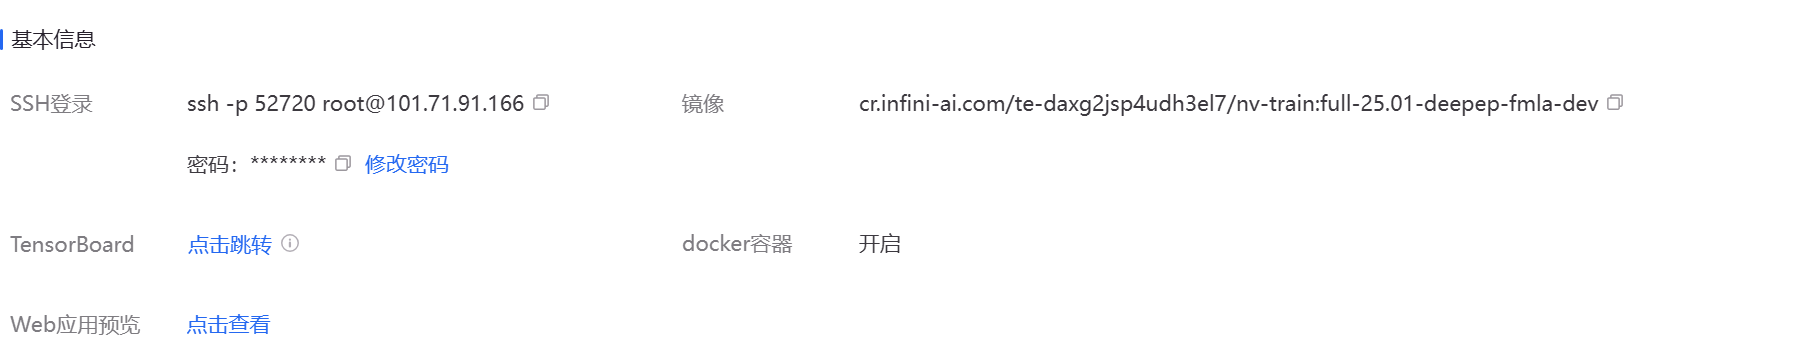 基本信息
SSH登录 ssh -p 52720 root@101.71.91.166 镜像 cr.infini-ai.com/te-daxg2jsp4udh3el7/nv-train:full-25.01-deepep-fmla-dev
密码：******** 修改密码
TensorBoard 点击跳转 docker容器 开启
Web应用预览 点击查看